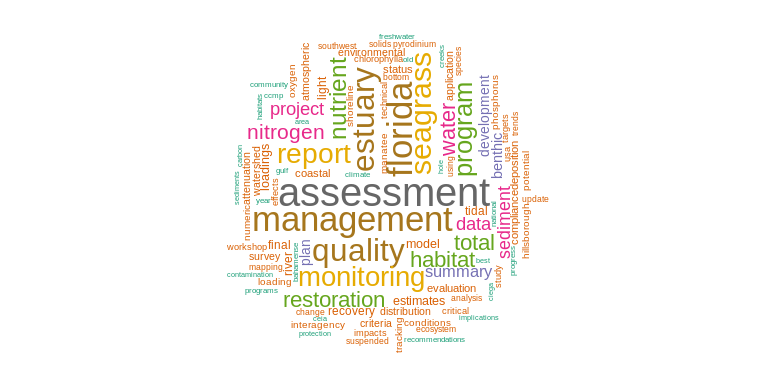 freshwater
southwest
solids
pyrodinium
environmental
chlorophylla
old
creeks
species
atmospheric
oxygen
light
nutrient
shoreline
estuary
status
bottom
technical
florida
seagrass
application
community
ccmp
habitats
project
area
nitrogen
manatee
water
program
development
phosphorus
targets
trends
usa
benthic
using
hole
report
gulf
coastal
climate
carbon
sediments
watershed
loadings
attenuation
numeric
effects
year
assessment
deposition
potential
update
compliance
hillsborough
management
tidal
data
national
sediment
workshop
final
survey
mapping
contamination
loading
programs
river
bahamense
plan
quality
model
total
habitat
best
progress
monitoring
summary
study
ciega
evaluation
restoration
estimates
analysis
change
cera
recovery
distribution
critical
implications
interagency
protection
criteria
conditions
impacts
ecosystem
suspended
tracking
recommendations